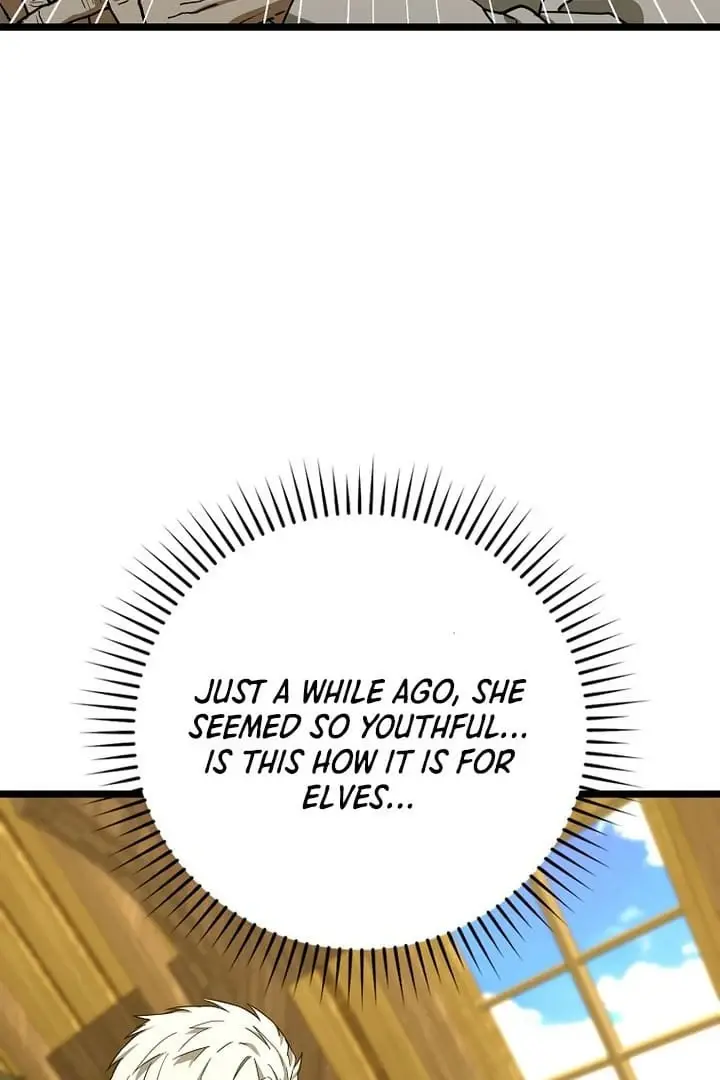 JUST A WHILE AGO, SHE
SEEMED SO YOUTHFUL...
IS THIS HOW IT IS FOR
ELVES...